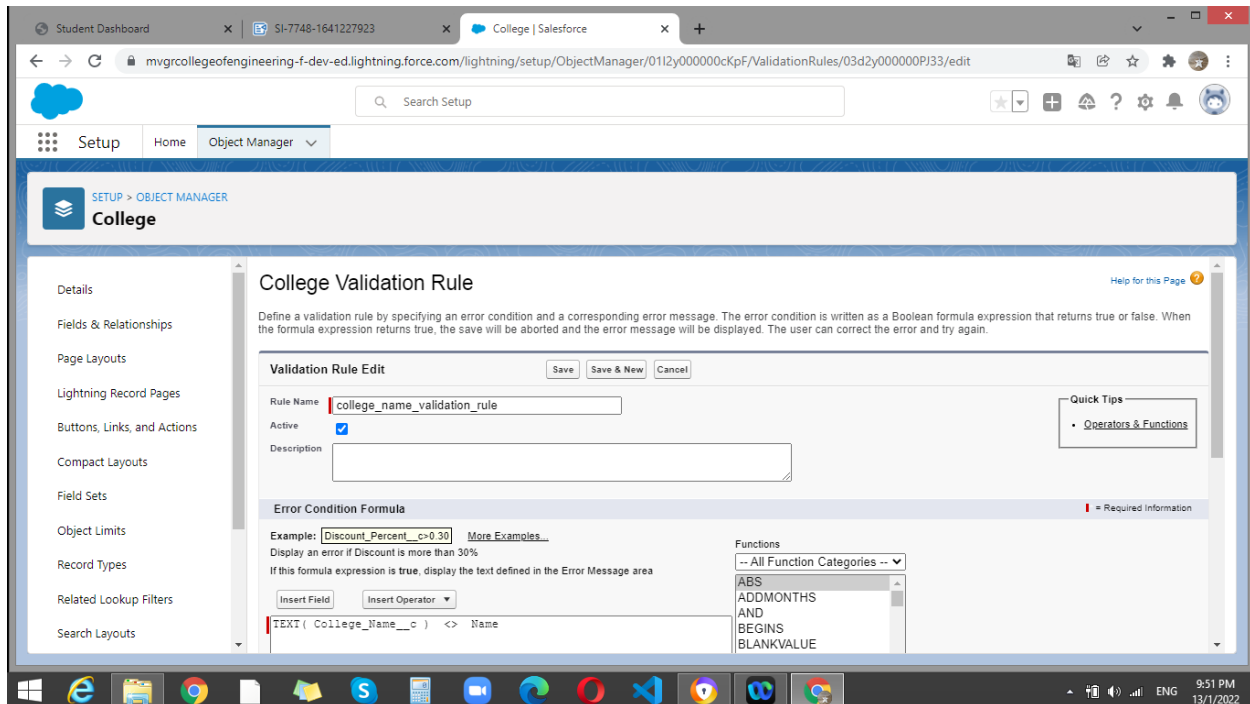 Student Dashboard
SI-7748-1641227923
College | Salesforce
mvgrcollegeofengineering-f-dev-ed.lightning.force.com/lightning/setup/ObjectManager/01I2y000000cKpF/ValidationRules/03d2y000000PJ33/edit
Search Setup
Setup Home Object Manager
SETUP > OBJECT MANAGER
College
Details
Fields & Relationships
Page Layouts
Lightning Record Pages
Buttons, Links, and Actions
Compact Layouts
Field Sets
Object Limits
Record Types
Related Lookup Filters
Search Layouts
College Validation Rule
Help for this Page
Define a validation rule by specifying an error condition and a corresponding error message. The error condition is written as a Boolean formula expression that returns true or false. When
the formula expression returns true, the save will be aborted and the error message will be displayed. The user can correct the error and try again.
Validation Rule Edit Save Save & New Cancel
Rule Name college_name_validation_rule
Active
Description
Quick Tips
• Operators & Functions
Error Condition Formula = Required Information
Example: Discount_Percent__c>0.30 More Examples...
Display an error if Discount is more than 30%
If this formula expression is true, display the text defined in the Error Message area
Insert Field Insert Operator
TEXT( College_Name__c ) <> Name
Functions
-- All Function Categories --
ABS
ADDMONTHS
AND
BEGINS
BLANKVALUE
ENG
9:51 PM
13/1/2022